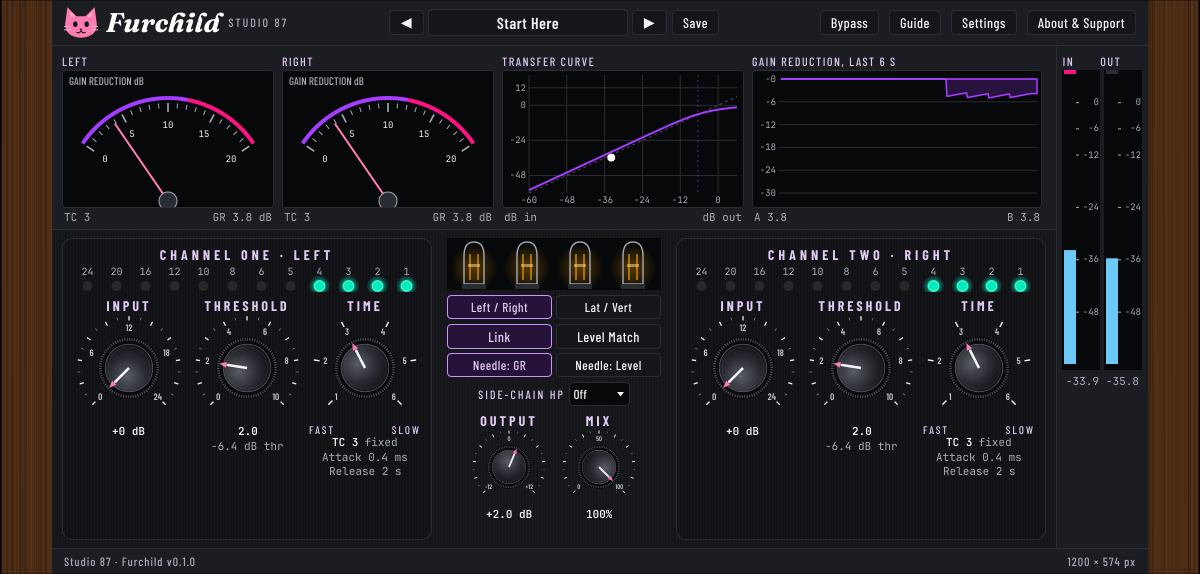 Furchild STUDIO 87 ◀ Start Here ▶ Save Bypass Guide Settings About & Support
LEFT RIGHT TRANSFER CURVE GAIN REDUCTION, LAST 6 S IN OUT
GAIN REDUCTION dB
0 5 10 15 20
GAIN REDUCTION dB
0 5 10 15 20
12
0
-24
-48
-60 -48 -36 -24 -12 0
-0
-6
-12
-18
-24
-30
- 0
-6
-12
-24
-36
-48
-33.9 -35.8
TC 3 GR 3.8 dB TC 3 GR 3.8 dB dB in dB out A 3.8 B 3.8
CHANNEL ONE · LEFT
24 20 16 12 10 8 6 5 4 3 2 1
INPUT THRESHOLD TIME
0 6 12 18 24
0 2 4 6 8 10
1 2 3 4 5 6
+0 dB
2.0
-6.4 dB thr
FAST SLOW
TC 3 fixed
Attack 0.4 ms
Release 2 s
Left / Right Lat / Vert
Link Level Match
Needle: GR Needle: Level
SIDE-CHAIN HP Off
OUTPUT MIX
-12 0 +12
0 50 100
+2.0 dB 100%
CHANNEL TWO · RIGHT
24 20 16 12 10 8 6 5 4 3 2 1
INPUT THRESHOLD TIME
0 6 12 18 24
0 2 4 6 8 10
1 2 3 4 5 6
+0 dB
2.0
-6.4 dB thr
FAST SLOW
TC 3 fixed
Attack 0.4 ms
Release 2 s
Studio 87 · Furchild v0.1.0 1200 × 574 px